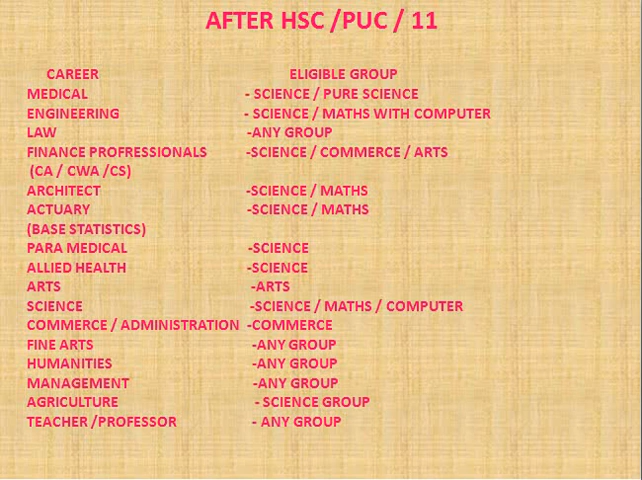 AFTER HSC /PUC / 11
CAREER ELIGIBLE GROUP
MEDICAL - SCIENCE / PURE SCIENCE
ENGINEERING - SCIENCE / MATHS WITH COMPUTER
LAW -ANY GROUP
FINANCE PROFRESSIONALS -SCIENCE / COMMERCE / ARTS
(CA / CWA /CS)
ARCHITECT -SCIENCE / MATHS
ACTUARY -SCIENCE / MATHS
(BASE STATISTICS)
PARA MEDICAL -SCIENCE
ALLIED HEALTH -SCIENCE
ARTS -ARTS
SCIENCE -SCIENCE / MATHS / COMPUTER
COMMERCE / ADMINISTRATION -COMMERCE
FINE ARTS -ANY GROUP
HUMANITIES -ANY GROUP
MANAGEMENT -ANY GROUP
AGRICULTURE - SCIENCE GROUP
TEACHER /PROFESSOR - ANY GROUP